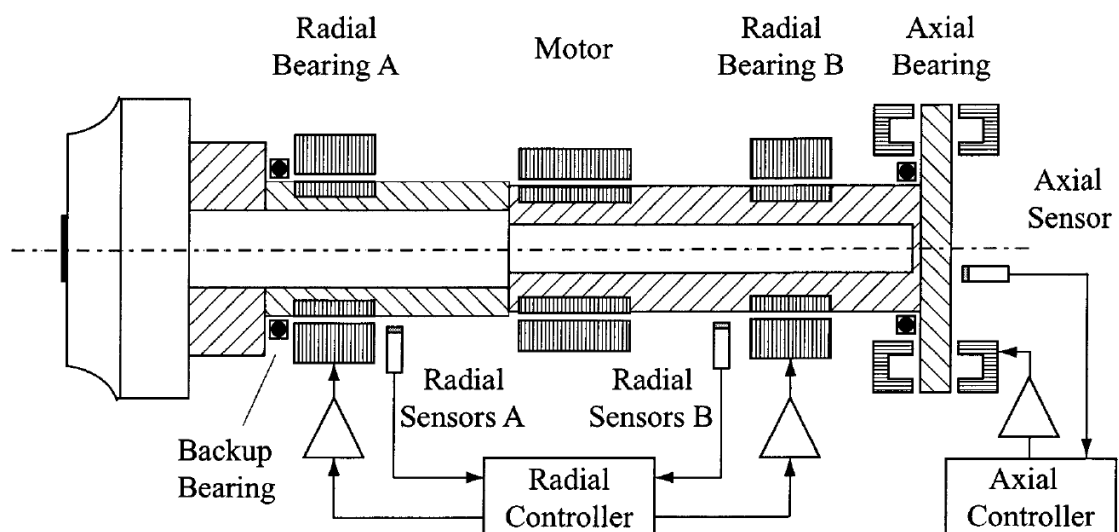 Radial
Bearing A
Motor
Radial
Bearing B
Axial
Bearing
Axial
Sensor
Radial
Sensors A
Radial
Sensors B
Backup
Bearing
Radial
Controller
Axial
Controller